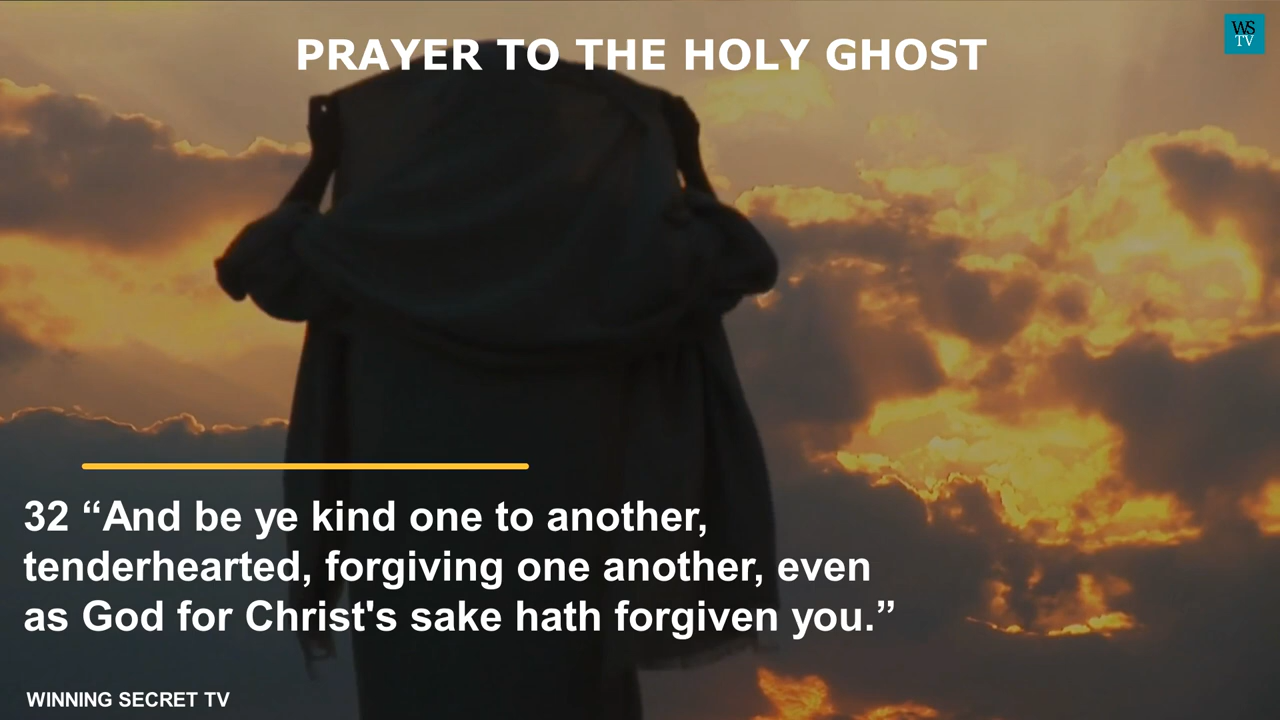 PRAYER TO THE HOLY GHOST
WS
TV
32 “And be ye kind one to another,
tenderhearted, forgiving one another, even
as God for Christ's sake hath forgiven you.”
WINNING SECRET TV